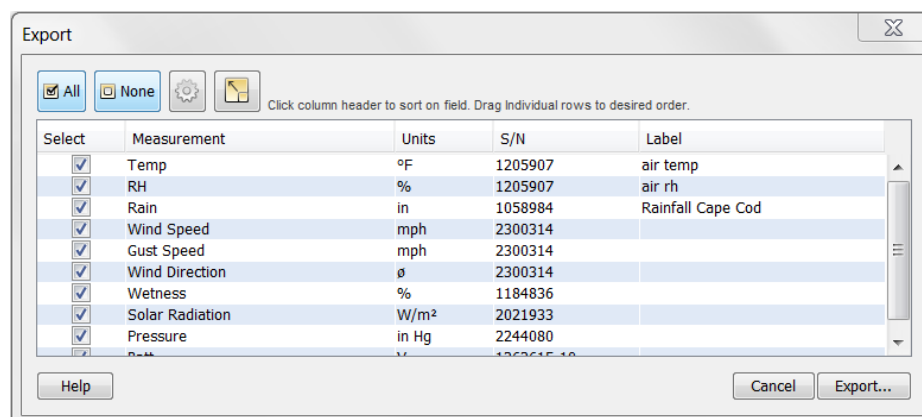 Export
All None Click column header to sort on field. Drag Individual rows to desired order.
Select Measurement Units S/N Label
Temp ºF 1205907 air temp
RH % 1205907 air rh
Rain in 1058984 Rainfall Cape Cod
Wind Speed mph 2300314
Gust Speed mph 2300314
Wind Direction ø 2300314
Wetness % 1184836
Solar Radiation W/m² 2021933
Pressure in Hg 2244080
Help Cancel Export...